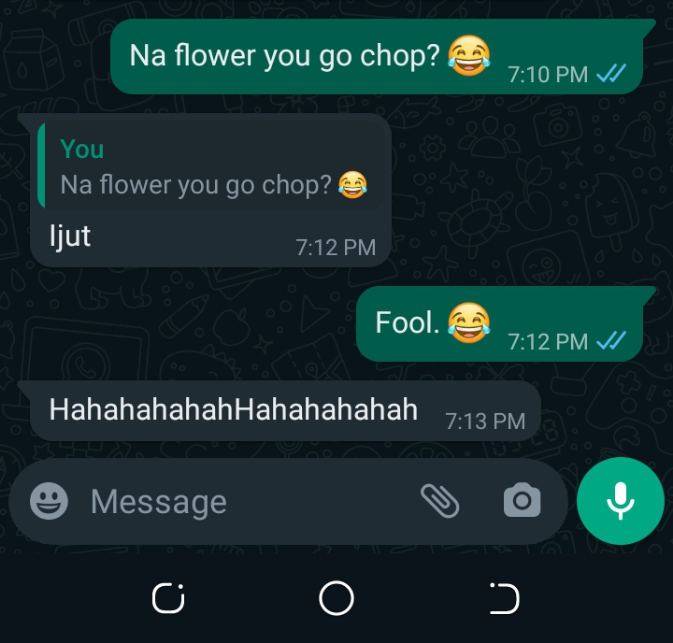 Na flower you go chop? 😂
7:10 PM
You
Na flower you go chop? 😂
Ijut
7:12 PM
Fool. 😂
7:12 PM
HahahahahahHahahahahah
7:13 PM
Message